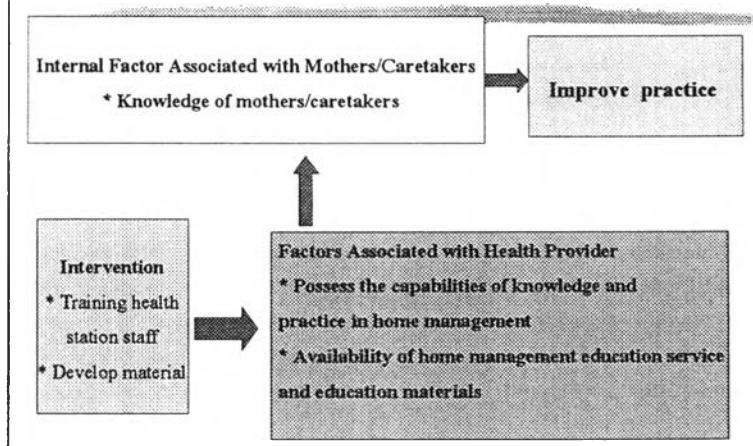 Internal Factor Associated with Mothers/Caretakers
* Knowledge of mothers/caretakers
Improve practice
Intervention
* Training health
station staff
* Develop material
Factors Associated with Health Provider
* Possess the capabilities of knowledge and
practice in home management
* Availability of home management education service
and education materials